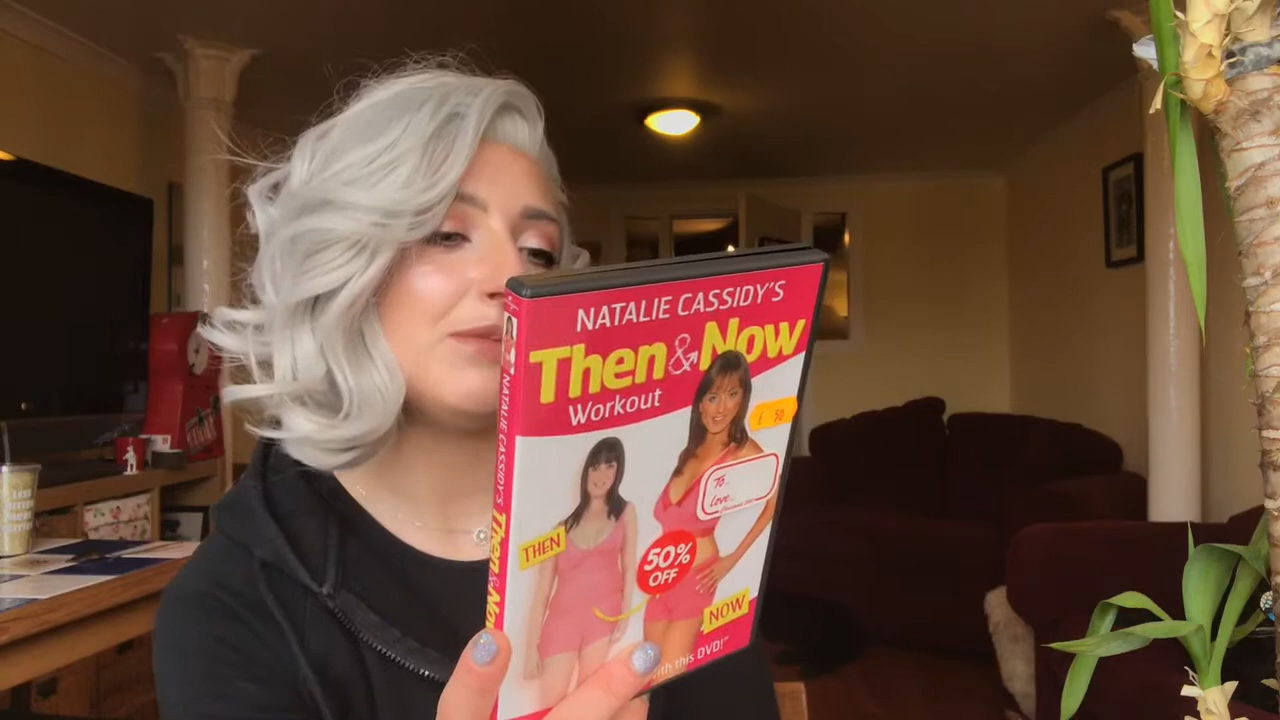 NATALIE CASSIDY'S
Then & Now
Workout
£ 50
To...
Love...
THEN
50%
OFF
NOW
with this DVD!"
NATALIE CASSIDY'S Then & Now